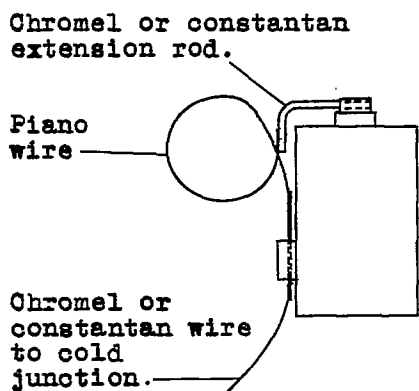 Chromel or constantan
extension rod.
Piano
wire
Chromel or
constantan wire
to cold
junction.